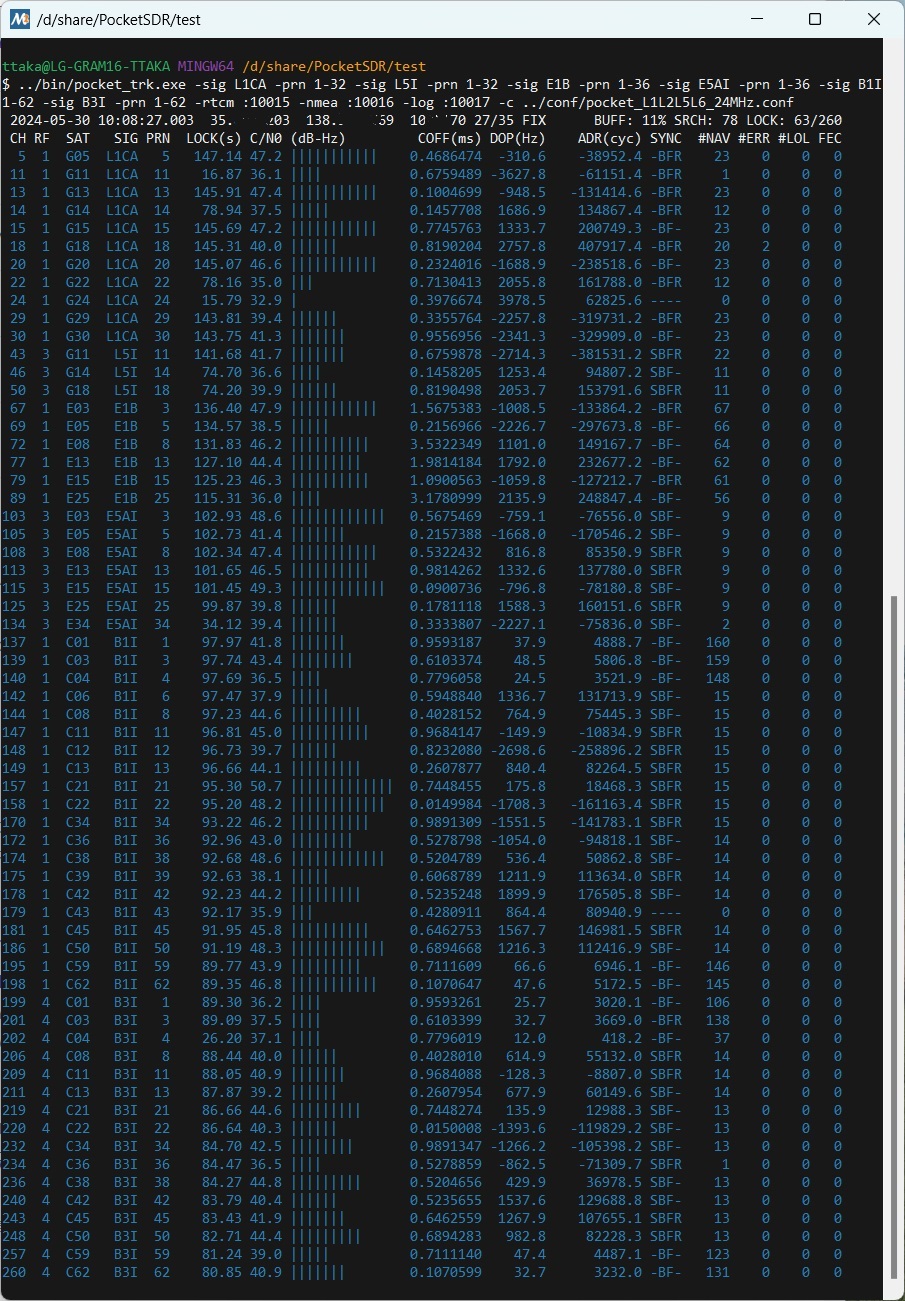 /d/share/PocketSDR/test
ttaka@LG-GRAM16-TTAKA MINGW64 /d/share/PocketSDR/test
$ ../bin/pocket_trk.exe -sig L1CA -prn 1-32 -sig L5I -prn 1-32 -sig E1B -prn 1-36 -sig E5AI -prn 1-36 -sig B1I
1-62 -sig B3I -prn 1-62 -rtcm :10015 -nmea :10016 -log :10017 -c ../conf/pocket_L1L2L5L6_24MHz.conf
2024-05-30 10:08:27.003 27/35 FIX BUFF: 11% SRCH: 78 LOCK: 63/260
CH RF SAT SIG PRN LOCK(s) C/N0 (dB-Hz) COFF(ms) DOP(Hz) ADR(cyc) SYNC #NAV #ERR #LOL FEC
5 1 G05 L1CA 5 147.14 47.2 ||||||||||| 0.4686474 -310.6 -38952.4 -BFR 23 0 0 0
11 1 G11 L1CA 11 16.87 36.1 |||| 0.6759489 -3627.8 -61151.4 -BFR 1 0 0 0
13 1 G13 L1CA 13 145.91 47.4 ||||||||||| 0.1004699 -948.5 -131414.6 -BFR 23 0 0 0
14 1 G14 L1CA 14 78.94 37.5 ||||| 0.1457708 1686.9 134867.4 -BFR 12 0 0 0
15 1 G15 L1CA 15 145.69 47.2 ||||||||||| 0.7745763 1333.7 200749.3 -BF- 23 0 0 0
18 1 G18 L1CA 18 145.31 40.0 |||||| 0.8190204 2757.8 407917.4 -BFR 20 2 0 0
20 1 G20 L1CA 20 145.07 46.6 ||||||||||| 0.2324016 -1688.9 -238518.6 -BF- 23 0 0 0
22 1 G22 L1CA 22 78.16 35.0 ||| 0.7130413 2055.8 161788.0 -BFR 12 0 0 0
24 1 G24 L1CA 24 15.79 32.9 | 0.3976674 3978.5 62825.6 ---- 0 0 0 0
29 1 G29 L1CA 29 143.81 39.4 |||||| 0.3355764 -2257.8 -319731.2 -BFR 23 0 0 0
30 1 G30 L1CA 30 143.75 41.3 ||||||| 0.9556956 -2341.3 -329909.0 -BF- 23 0 0 0
43 3 G11 L5I 11 141.68 41.7 ||||||| 0.6759878 -2714.3 -381531.2 SBFR 22 0 0 0
46 3 G14 L5I 14 74.70 36.6 |||| 0.1458205 1253.4 94807.2 SBF- 11 0 0 0
50 3 G18 L5I 18 74.20 39.9 |||||| 0.8190498 2053.7 153791.6 SBFR 11 0 0 0
67 1 E03 E1B 3 136.40 47.9 ||||||||||| 1.5675383 -1008.5 -133864.2 -BFR 67 0 0 0
69 1 E05 E1B 5 134.57 38.5 ||||| 0.2156966 -2226.7 -297673.8 -BF- 66 0 0 0
72 1 E08 E1B 8 131.83 46.2 |||||||||| 3.5322349 1101.0 149167.7 -BF- 64 0 0 0
77 1 E13 E1B 13 127.10 44.4 ||||||||| 1.9814184 1792.0 232677.2 -BF- 62 0 0 0
79 1 E15 E1B 15 125.23 46.3 |||||||||| 1.0900563 -1059.8 -127212.7 -BFR 61 0 0 0
89 1 E25 E1B 25 115.31 36.0 |||| 3.1780999 2135.9 248847.4 -BF- 56 0 0 0
103 3 E03 E5AI 3 102.93 48.6 |||||||||||| 0.5675469 -759.1 -76556.0 SBF- 9 0 0 0
105 3 E05 E5AI 5 102.73 41.4 ||||||| 0.2157388 -1668.0 -170546.2 SBF- 9 0 0 0
108 3 E08 E5AI 8 102.34 47.4 ||||||||||| 0.5322432 816.8 85350.9 SBFR 9 0 0 0
113 3 E13 E5AI 13 101.65 46.5 |||||||||| 0.9814262 1332.6 137780.0 SBFR 9 0 0 0
115 3 E15 E5AI 15 101.45 49.3 |||||||||||| 0.0900736 -796.8 -78180.8 SBF- 9 0 0 0
125 3 E25 E5AI 25 99.87 39.8 |||||| 0.1781118 1588.3 160151.6 SBFR 9 0 0 0
134 3 E34 E5AI 34 34.12 39.4 |||||| 0.3333807 -2227.1 -75836.0 SBF- 2 0 0 0
137 1 C01 B1I 1 97.97 41.8 ||||||| 0.9593187 37.9 4888.7 -BF- 160 0 0 0
139 1 C03 B1I 3 97.74 43.4 |||||||| 0.6103374 48.5 5806.8 -BF- 159 0 0 0
140 1 C04 B1I 4 97.69 36.5 |||| 0.7796058 24.5 3521.9 -BF- 148 0 0 0
142 1 C06 B1I 6 97.47 37.9 ||||| 0.5948840 1336.7 131713.9 SBF- 15 0 0 0
144 1 C08 B1I 8 97.23 44.6 ||||||||| 0.4028152 764.9 75445.3 SBF- 15 0 0 0
147 1 C11 B1I 11 96.81 45.0 |||||||||| 0.9684147 -149.9 -10834.9 SBFR 15 0 0 0
148 1 C12 B1I 12 96.73 39.7 |||||| 0.8232080 -2698.6 -258896.2 SBFR 15 0 0 0
149 1 C13 B1I 13 96.66 44.1 ||||||||| 0.2607877 840.4 82264.5 SBFR 15 0 0 0
157 1 C21 B1I 21 95.30 50.7 ||||||||||||| 0.7448455 175.8 18468.3 SBFR 15 0 0 0
158 1 C22 B1I 22 95.20 48.2 |||||||||||| 0.0149984 -1708.3 -161163.4 SBFR 15 0 0 0
170 1 C34 B1I 34 93.22 46.2 |||||||||| 0.9891309 -1551.5 -141783.1 SBFR 15 0 0 0
172 1 C36 B1I 36 92.96 43.0 |||||||| 0.5278798 -1054.0 -94818.1 SBF- 14 0 0 0
174 1 C38 B1I 38 92.68 48.6 |||||||||||| 0.5204789 536.4 50862.8 SBF- 14 0 0 0
175 1 C39 B1I 39 92.63 38.1 ||||| 0.6068789 1211.9 113634.0 SBFR 14 0 0 0
178 1 C42 B1I 42 92.23 44.2 ||||||||| 0.5235248 1899.9 176505.8 SBF- 14 0 0 0
179 1 C43 B1I 43 92.17 35.9 ||| 0.4280911 864.4 80940.9 ---- 0 0 0 0
181 1 C45 B1I 45 91.95 45.8 |||||||||| 0.6462753 1567.7 146981.5 SBFR 14 0 0 0
186 1 C50 B1I 50 91.19 48.3 |||||||||||| 0.6894668 1216.3 112416.9 SBF- 14 0 0 0
195 1 C59 B1I 59 89.77 43.9 ||||||||| 0.7111609 66.6 6946.1 -BF- 146 0 0 0
198 1 C62 B1I 62 89.35 46.8 ||||||||||| 0.1070647 47.6 5172.5 -BF- 145 0 0 0
199 4 C01 B3I 1 89.30 36.2 |||| 0.9593261 25.7 3020.1 -BF- 106 0 0 0
201 4 C03 B3I 3 89.09 37.5 |||| 0.6103399 32.7 3669.0 -BFR 138 0 0 0
202 4 C04 B3I 4 26.20 37.1 |||| 0.7796019 12.0 418.2 -BF- 37 0 0 0
206 4 C08 B3I 8 88.44 40.0 |||||| 0.4028010 614.9 55132.0 SBFR 14 0 0 0
209 4 C11 B3I 11 88.05 40.9 ||||||| 0.9684088 -128.3 -8807.0 SBFR 14 0 0 0
211 4 C13 B3I 13 87.87 39.2 |||||| 0.2607954 677.9 60149.6 SBF- 14 0 0 0
219 4 C21 B3I 21 86.66 44.6 ||||||||| 0.7448274 135.9 12988.3 SBF- 13 0 0 0
220 4 C22 B3I 22 86.64 40.3 |||||| 0.0150008 -1393.6 -119829.2 SBF- 13 0 0 0
232 4 C34 B3I 34 84.70 42.5 |||||||| 0.9891347 -1266.2 -105398.2 SBF- 13 0 0 0
234 4 C36 B3I 36 84.47 36.5 |||| 0.5278859 -862.5 -71309.7 SBFR 1 0 0 0
236 4 C38 B3I 38 84.27 44.8 ||||||||| 0.5204656 429.9 36978.5 SBF- 13 0 0 0
240 4 C42 B3I 42 83.79 40.4 |||||| 0.5235655 1537.6 129688.8 SBF- 13 0 0 0
243 4 C45 B3I 45 83.43 41.9 ||||||| 0.6462559 1267.9 107655.1 SBFR 13 0 0 0
248 4 C50 B3I 50 82.71 44.4 ||||||||| 0.6894283 982.8 82228.3 SBFR 13 0 0 0
257 4 C59 B3I 59 81.24 39.0 ||||| 0.7111140 47.4 4487.1 -BF- 123 0 0 0
260 4 C62 B3I 62 80.85 40.9 ||||||| 0.1070599 32.7 3232.0 -BF- 131 0 0 0